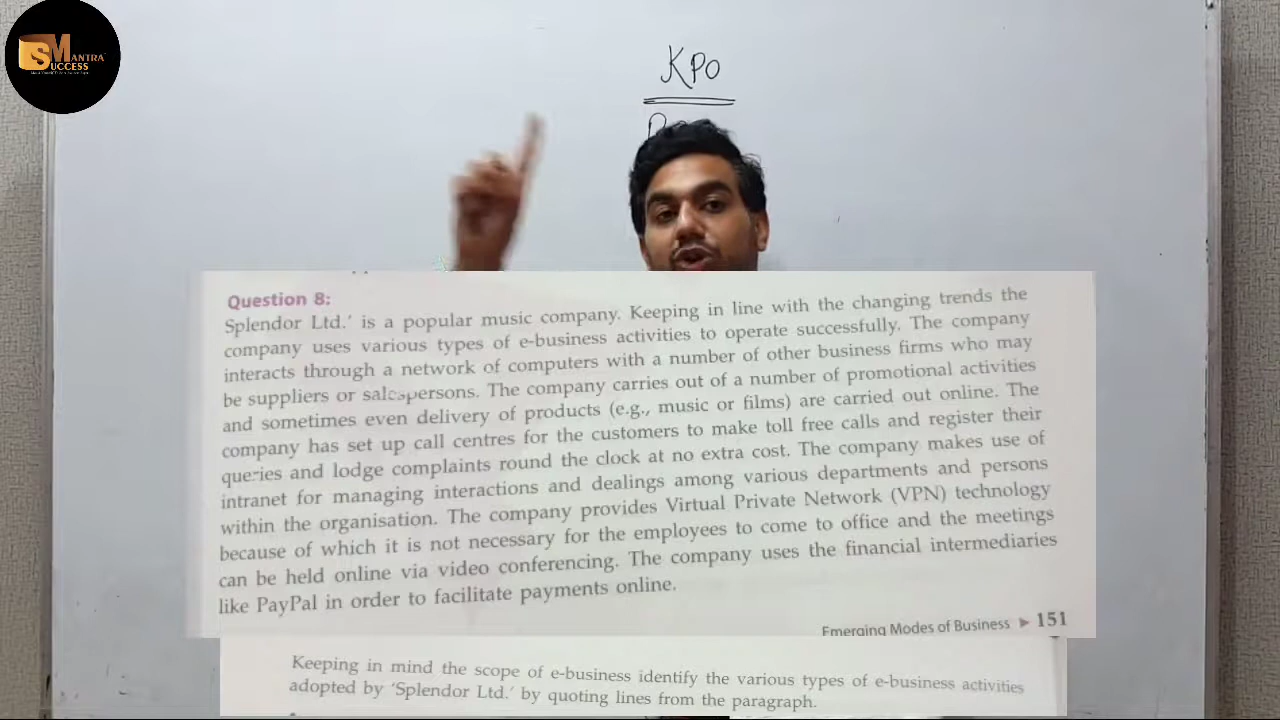 MANTRA
SUCCESS
KPO
Question 8:
Splendor Ltd.' is a popular music company. Keeping in line with the changing trends the
company uses various types of e-business activities to operate successfully. The company
interacts through a network of computers with a number of other business firms who may
be suppliers or salespersons. The company carries out of a number of promotional activities
and sometimes even delivery of products (e.g., music or films) are carried out online. The
company has set up call centres for the customers to make toll free calls and register their
queries and lodge complaints round the clock at no extra cost. The company makes use of
intranet for managing interactions and dealings among various departments and persons
within the organisation. The company provides Virtual Private Network (VPN) technology
because of which it is not necessary for the employees to come to office and the meetings
can be held online via video conferencing. The company uses the financial intermediaries
like PayPal in order to facilitate payments online.
Emerging Modes of Business ▶ 151
Keeping in mind the scope of e-business identify the various types of e-business activities
adopted by 'Splendor Ltd.' by quoting lines from the paragraph.